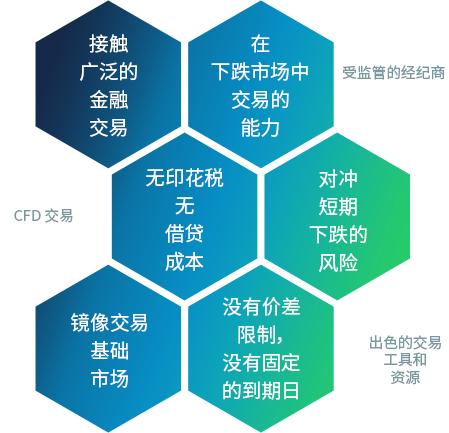 接触
广泛的
金融
交易
在
下跌市场中
交易的
能力
受监管的经纪商
CFD 交易
无印花税
无
借贷
成本
对冲
短期
下跌的
风险
镜像交易
基础
市场
没有价差
限制,
没有固定
的到期日
出色的交易
工具和
资源